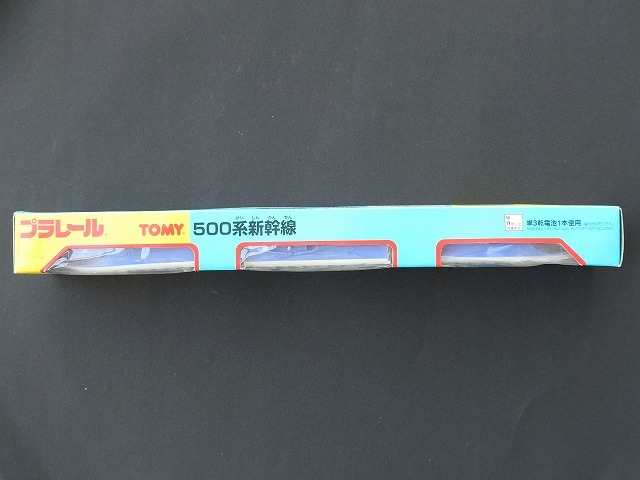 プラレール
TOMY
500系新幹線
けい しん かん せん
単3乾電池1本使用